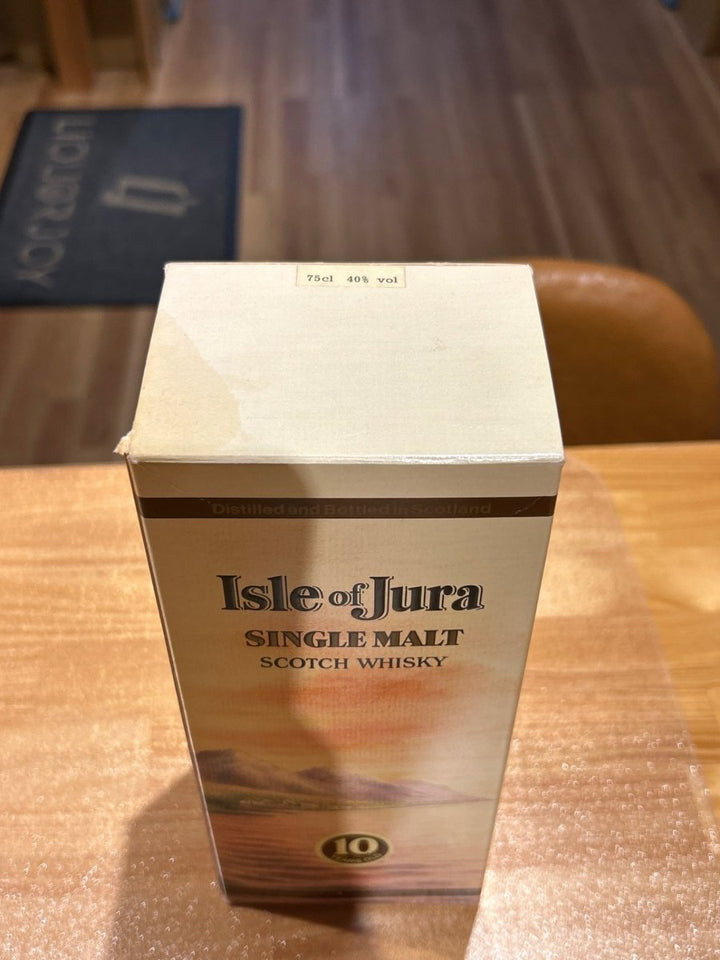 75cl 40% vol
Distilled and Bottled in Scotland
Isle of Jura
SINGLE MALT
SCOTCH WHISKY
10